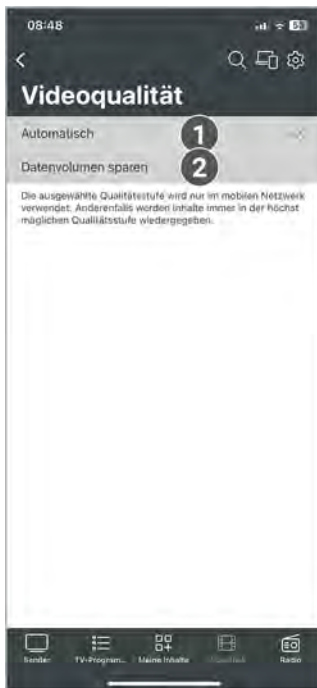 08:48
53
Videoqualität
Automatisch 1
Datenvolumen sparen 2
Die ausgewählte Qualitätsstufe wird nur im mobilen Netzwerk
verwendet. Anderenfalls werden Inhalte immer in der höchst
möglichen Qualitätsstufe wiedergegeben.
Sender TV-Program... Meine Inhalte Radio